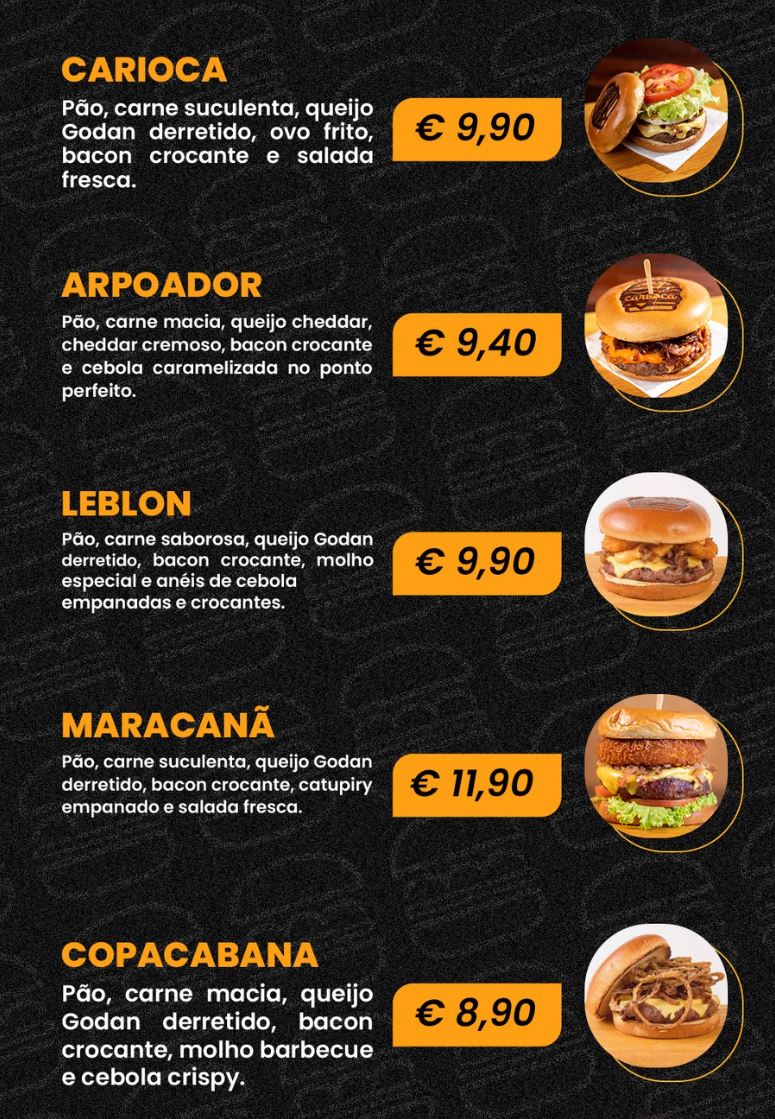 CARIOCA
Pão, carne suculenta, queijo
Godan derretido, ovo frito,
bacon crocante e salada
fresca.
€ 9,90
ARPOADOR
Pão, carne macia, queijo cheddar,
cheddar cremoso, bacon crocante
e cebola caramelizada no ponto
perfeito.
€ 9,40
carioca
LEBLON
Pão, carne saborosa, queijo Godan
derretido, bacon crocante, molho
especial e anéis de cebola
empanadas e crocantes.
€ 9,90
MARACANÃ
Pão, carne suculenta, queijo Godan
derretido, bacon crocante, catupiry
empanado e salada fresca.
€ 11,90
COPACABANA
Pão, carne macia, queijo
Godan derretido, bacon
crocante, molho barbecue
e cebola crispy.
€ 8,90